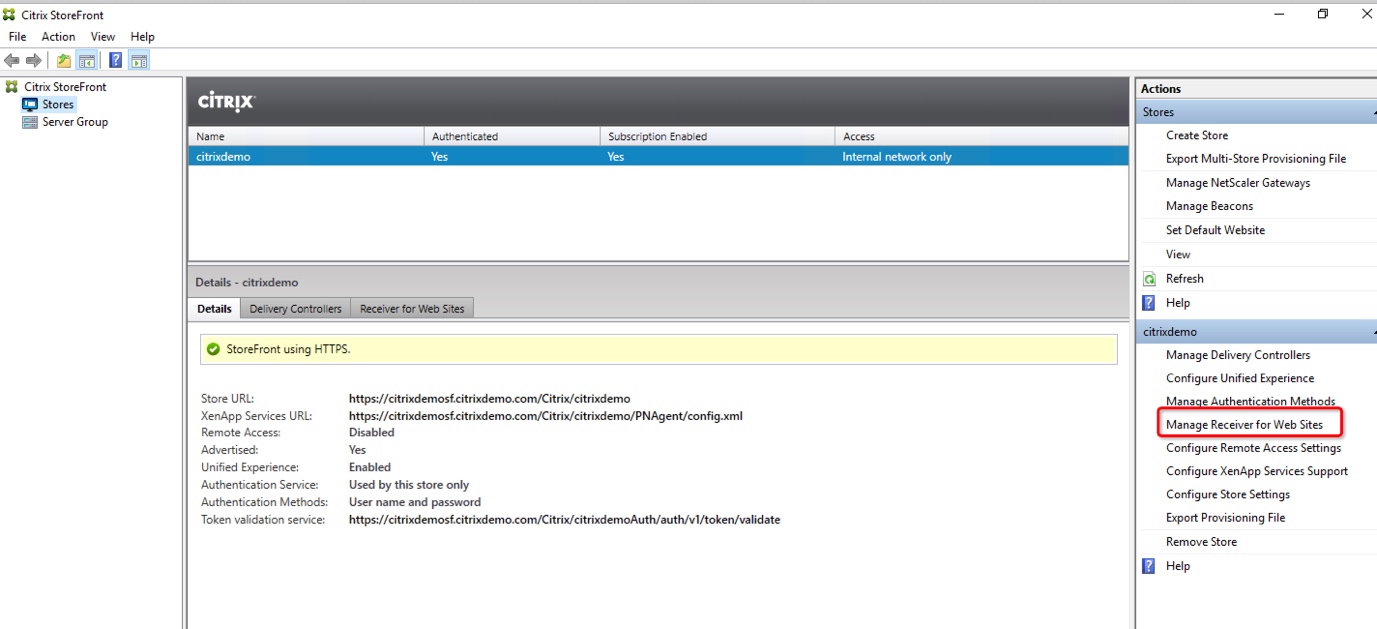 Citrix StoreFront
File Action View Help
Citrix StoreFront
Stores
Server Group
CITRIX
Name Authenticated Subscription Enabled Access
citrixdemo Yes Yes Internal network only
Details - citrixdemo
Details Delivery Controllers Receiver for Web Sites
StoreFront using HTTPS.
Store URL: https://citrixdemosf.citrixdemo.com/Citrix/citrixdemo
XenApp Services URL: https://citrixdemosf.citrixdemo.com/Citrix/citrixdemo/PNAgent/config.xml
Remote Access: Disabled
Advertised: Yes
Unified Experience: Enabled
Authentication Service: Used by this store only
Authentication Methods: User name and password
Token validation service: https://citrixdemosf.citrixdemo.com/Citrix/citrixdemoAuth/auth/v1/token/validate
Actions
Stores
Create Store
Export Multi-Store Provisioning File
Manage NetScaler Gateways
Manage Beacons
Set Default Website
View
Refresh
Help
citrixdemo
Manage Delivery Controllers
Configure Unified Experience
Manage Authentication Methods
Manage Receiver for Web Sites
Configure Remote Access Settings
Configure XenApp Services Support
Configure Store Settings
Export Provisioning File
Remove Store
Help